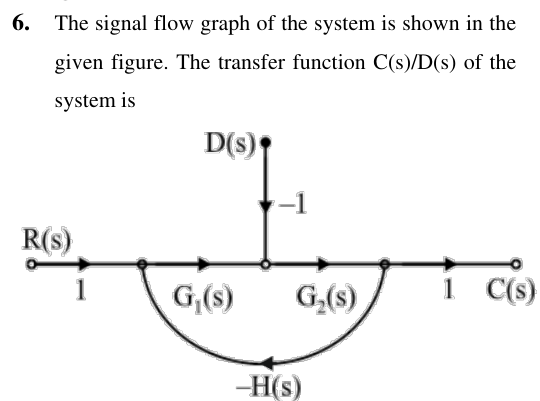 6. The signal flow graph of the system is shown in the
given figure. The transfer function C(s)/D(s) of the
system is
D(s)
–1
R(s)
1
G₁(s)
G₂(s)
1
C(s)
–H(s)